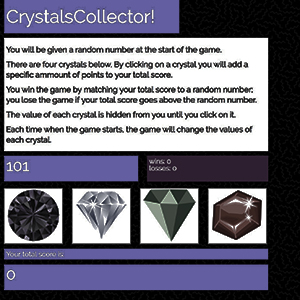 CrystalsCollector!
You will be given a random number at the start of the game.
There are four crystals below. By clicking on a crystal you will add a
specific ammount of points to your total score.
You win the game by matching your total score to a random number;
you lose the game if your total score goes above the random number.
The value of each crystal is hidden from you until you click on it.
Each time when the game starts, the game will change the values of
each crystal.
101
wins: 0
losses: 0
Your total score is:
0